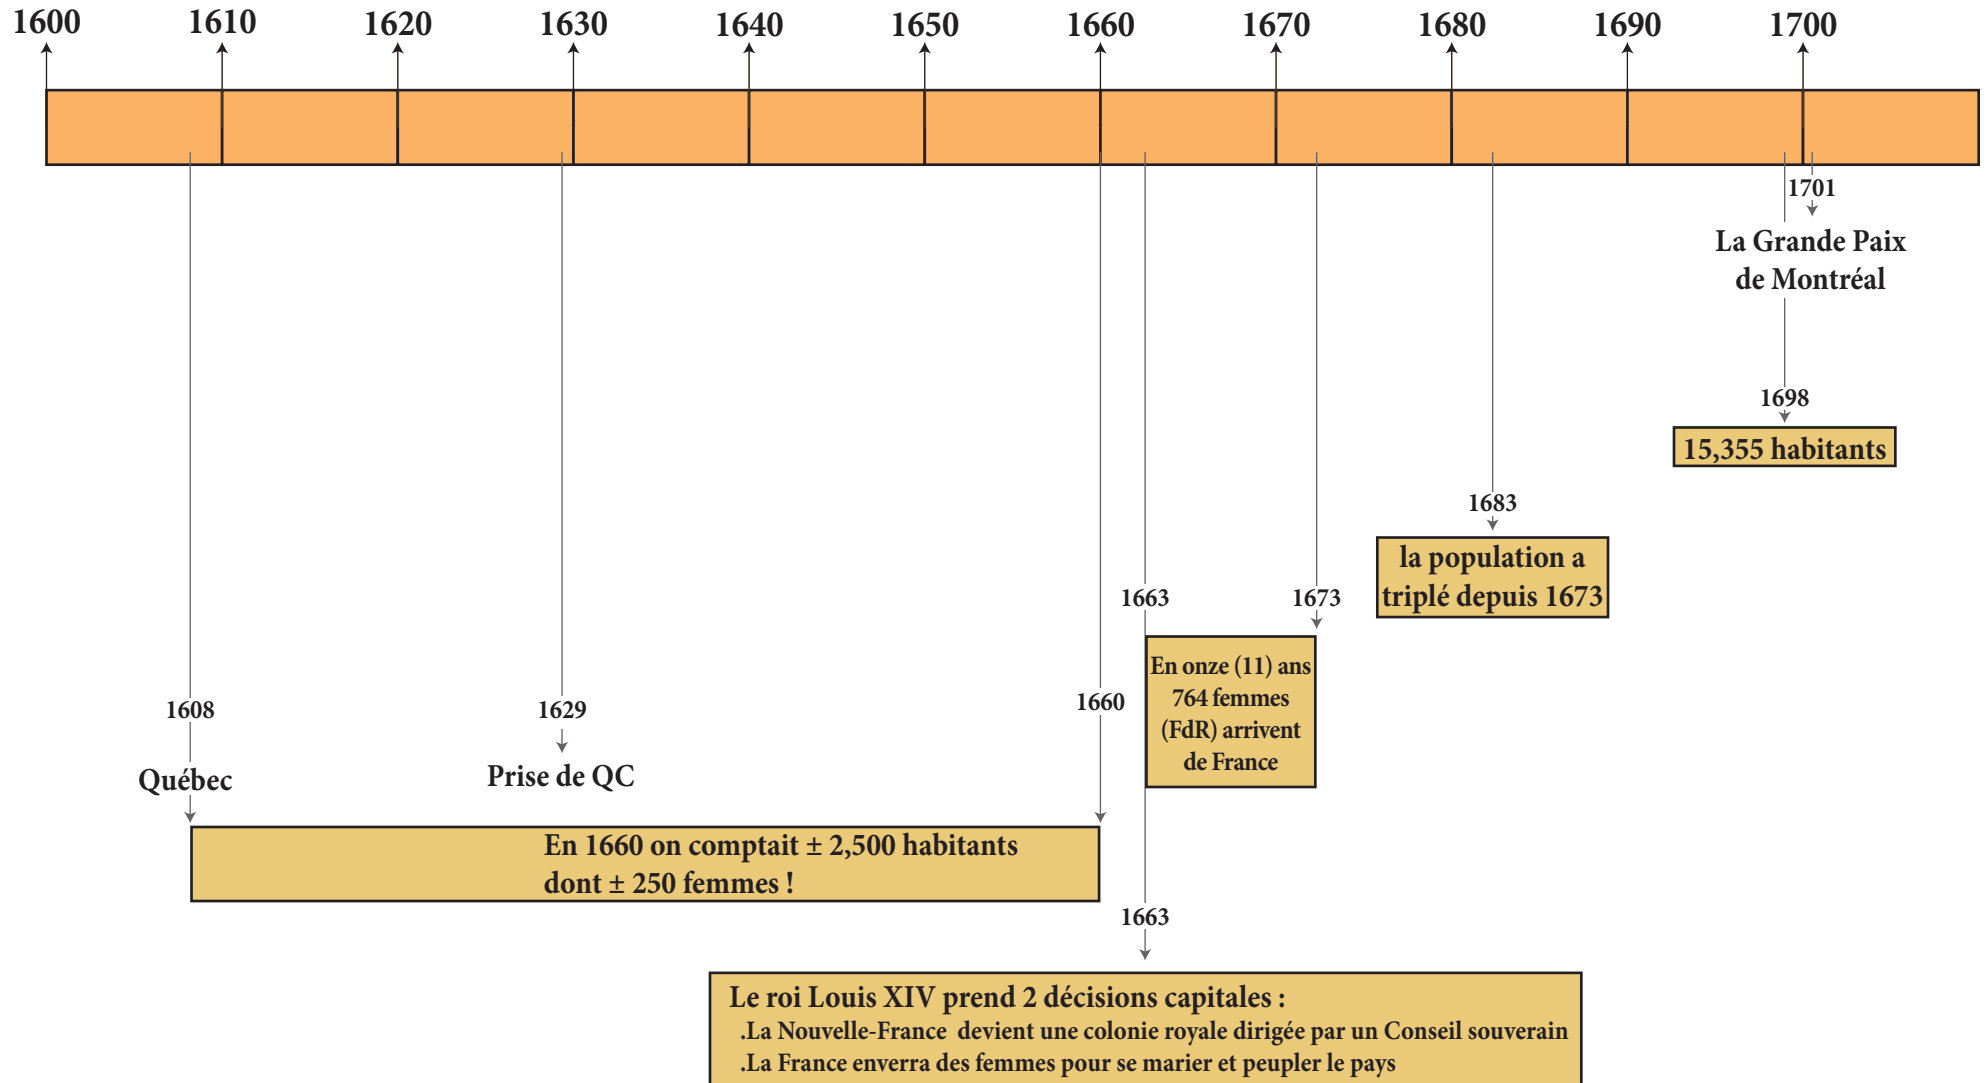 1600 1610 1620 1630 1640 1650 1660 1670 1680 1690 1700
1701
La Grande Paix
de Montréal
1698
15,355 habitants
1683
la population a
triplé depuis 1673
1663 1673
En onze (11) ans
764 femmes
(FdR) arrivent
de France
1608 1629 1660
Québec
Prise de QC
En 1660 on comptait ± 2,500 habitants
dont ± 250 femmes !
1663
Le roi Louis XIV prend 2 décisions capitales :
.La Nouvelle-France devient une colonie royale dirigée par un Conseil souverain
.La France enverra des femmes pour se marier et peupler le pays